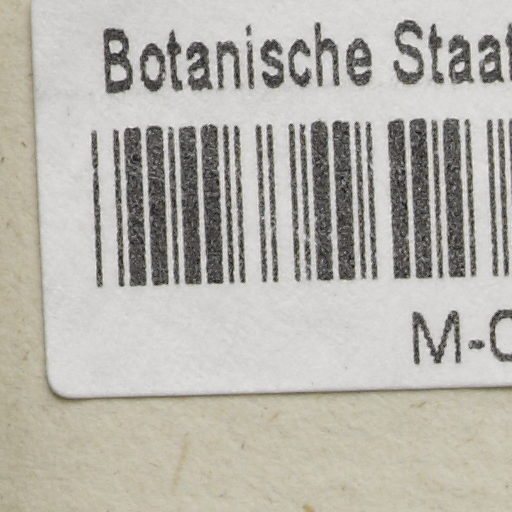 Botanische Staat
M-